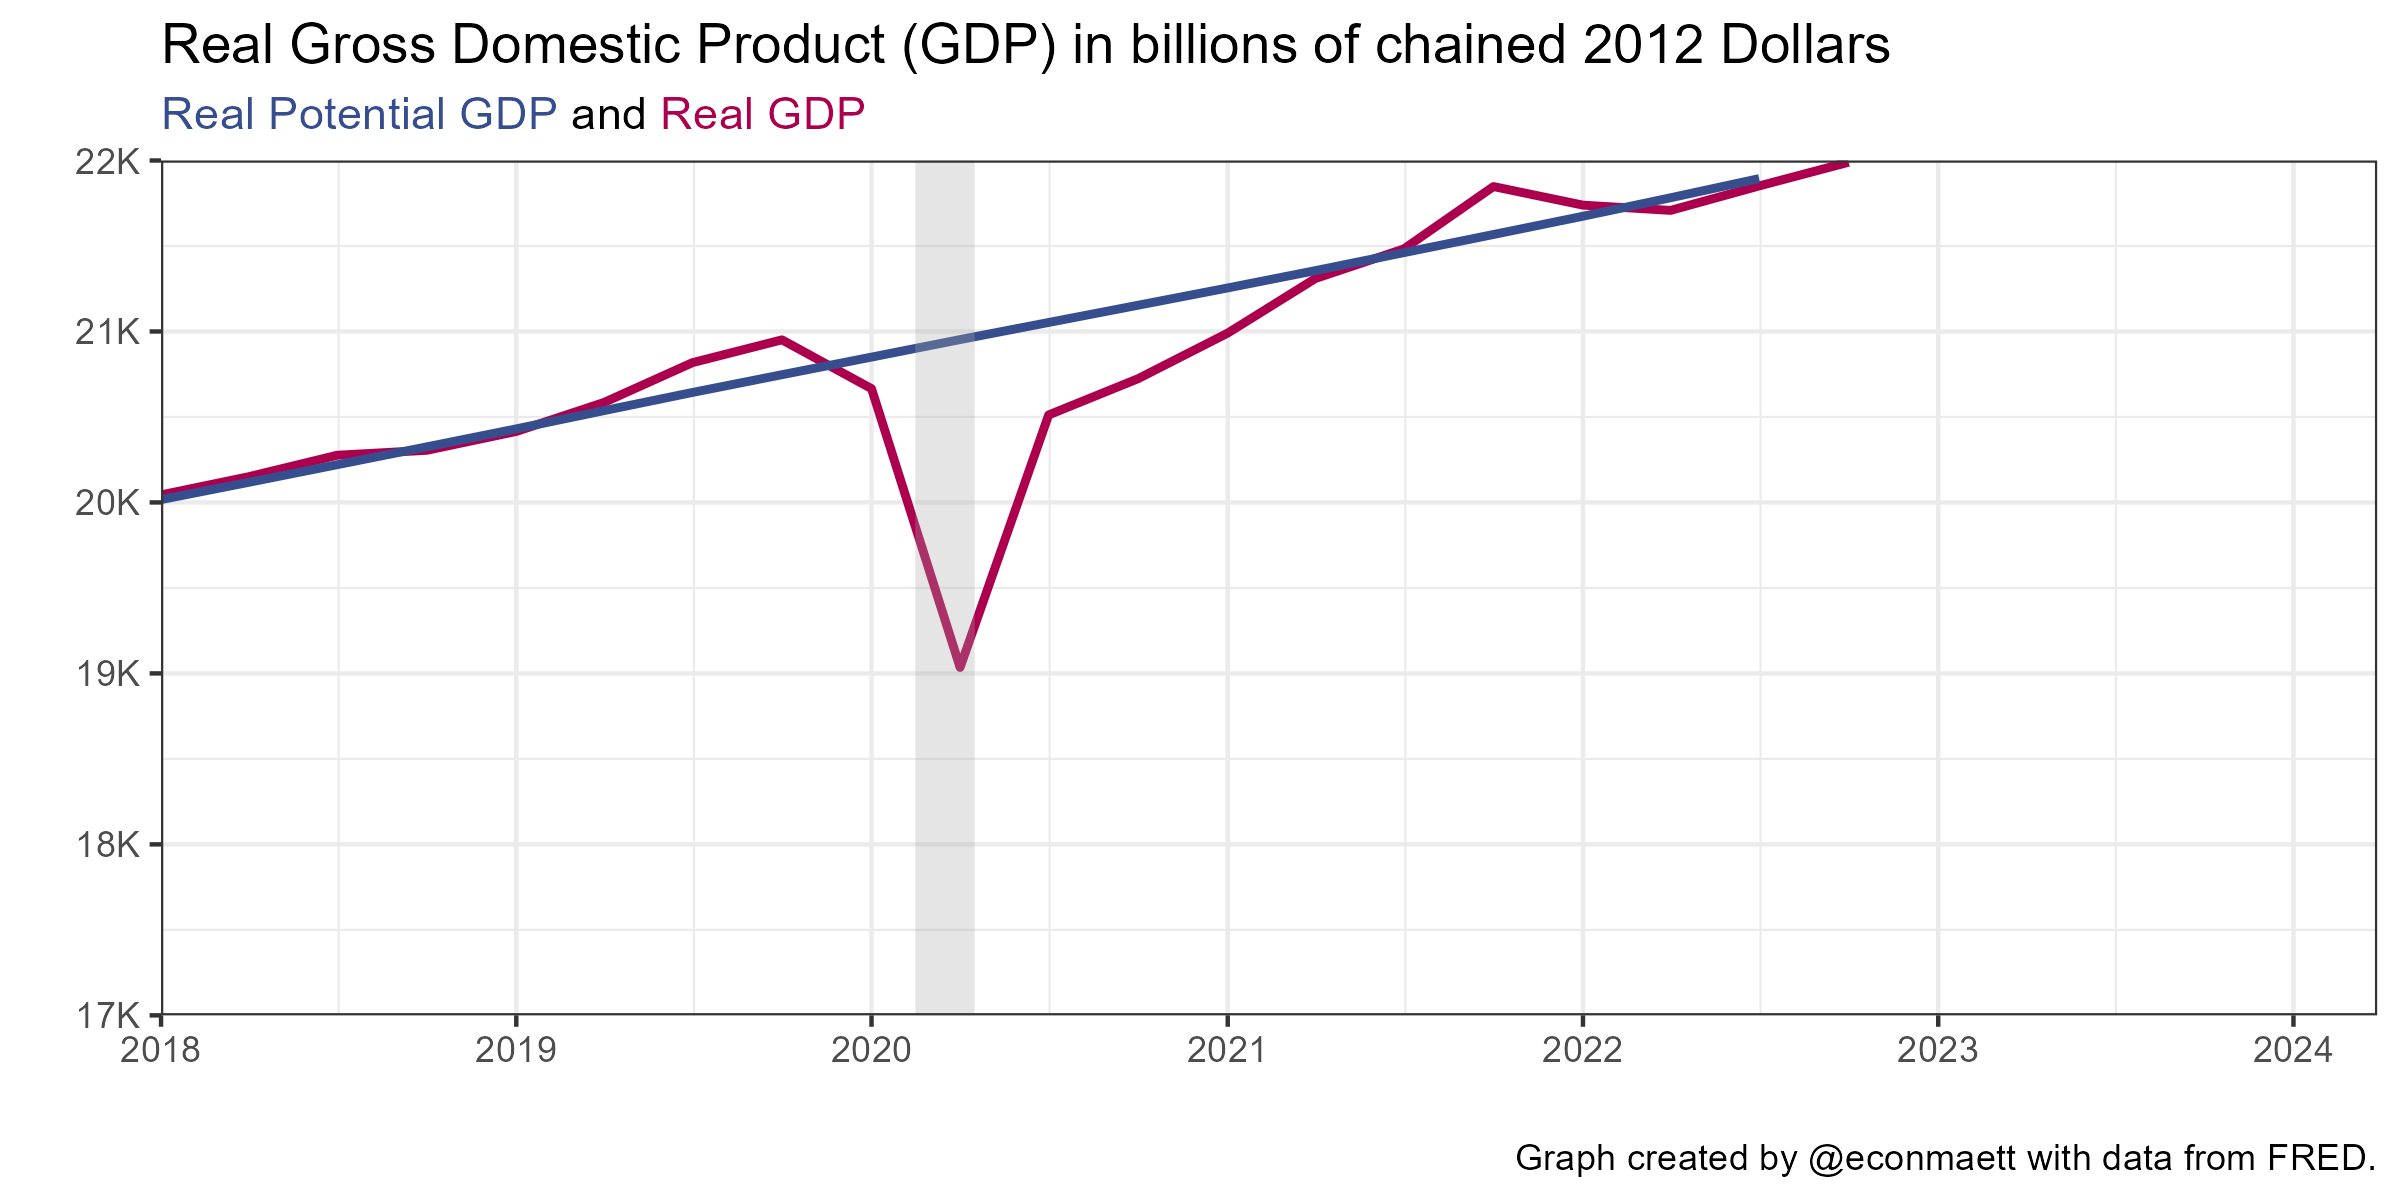 Real Gross Domestic Product (GDP) in billions of chained 2012 Dollars
Real Potential GDP and Real GDP
22K
21K
20K
19K
18K
17K
2018 2019 2020 2021 2022 2023 2024
Graph created by @econmaett with data from FRED.